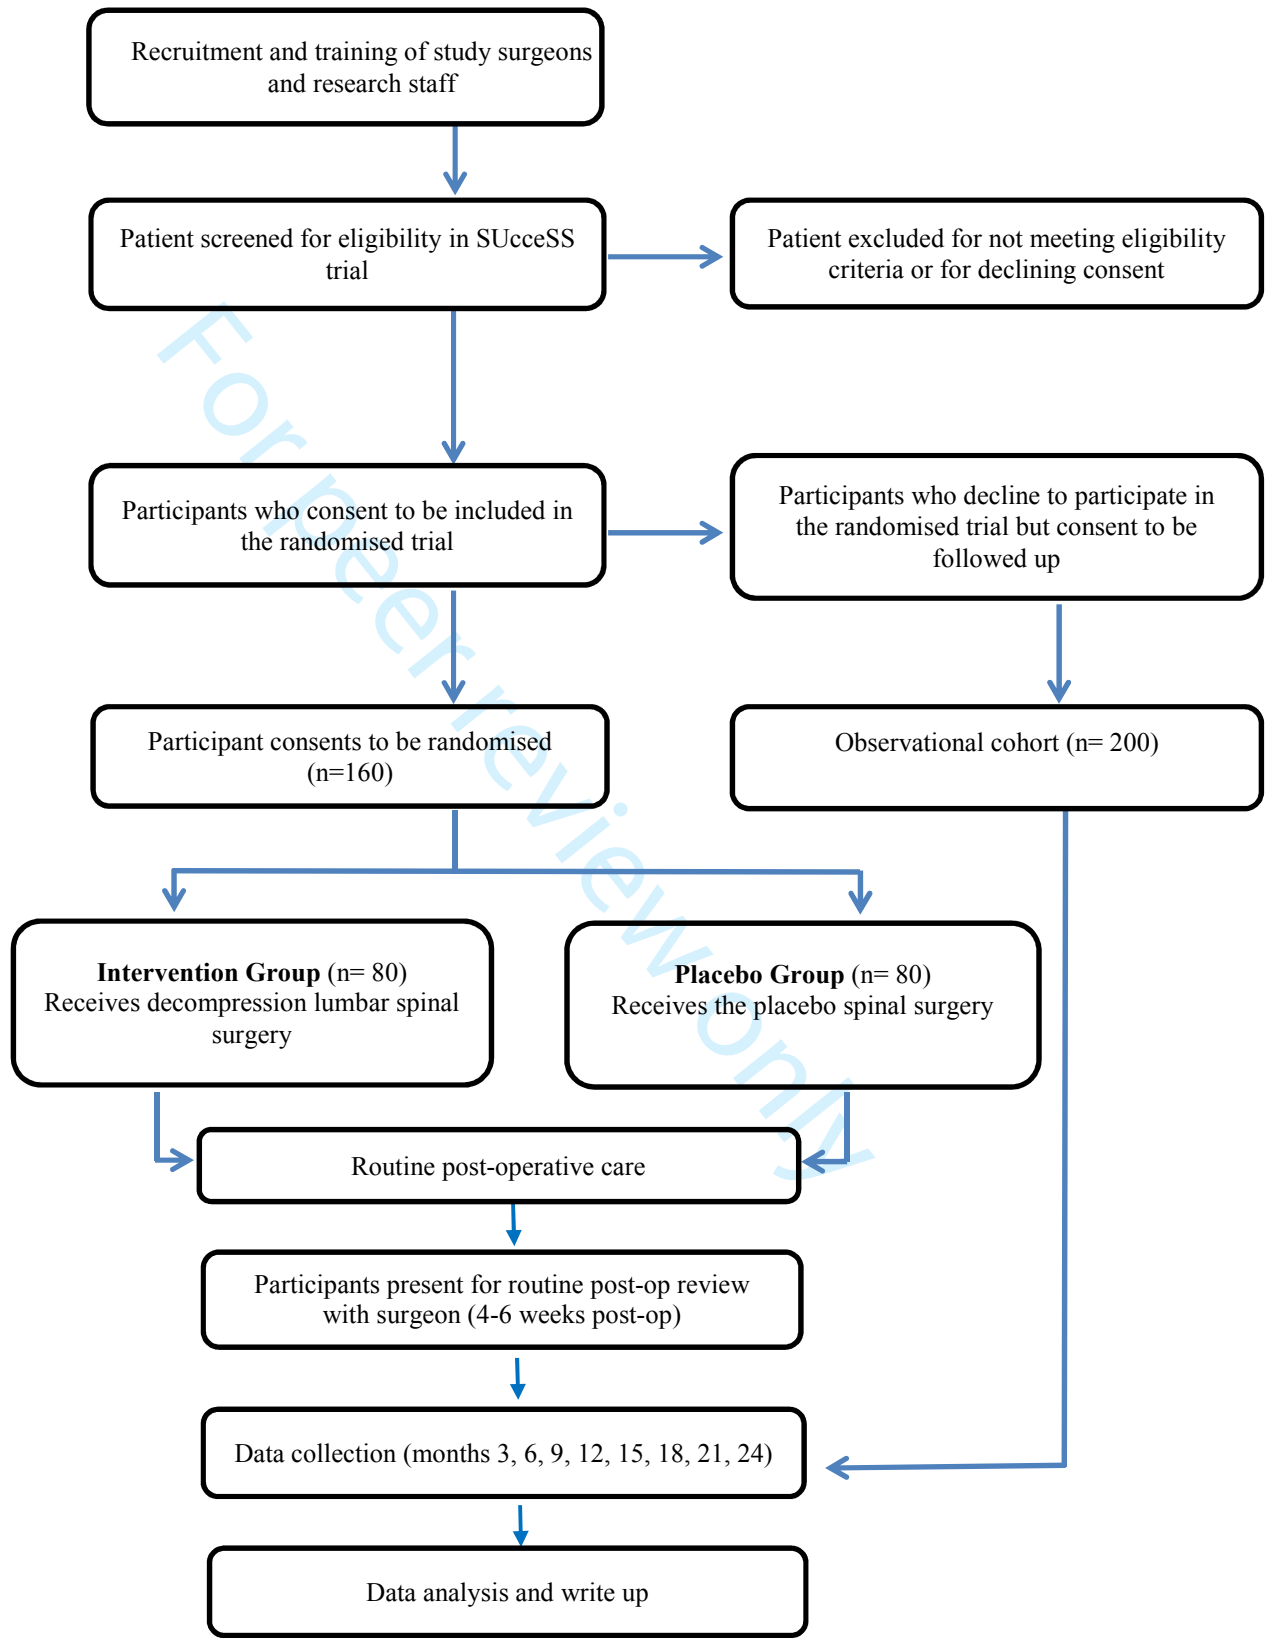 Recruitment and training of study surgeons
and research staff
Patient screened for eligibility in SUcceSS
trial
Patient excluded for not meeting eligibility
criteria or for declining consent
Participants who consent to be included in
the randomised trial
Participants who decline to participate in
the randomised trial but consent to be
followed up
Participant consents to be randomised
(n=160)
Observational cohort (n= 200)
Intervention Group (n= 80)
Receives decompression lumbar spinal
surgery
Placebo Group (n= 80)
Receives the placebo spinal surgery
Routine post-operative care
Participants present for routine post-op review
with surgeon (4-6 weeks post-op)
Data collection (months 3, 6, 9, 12, 15, 18, 21, 24)
Data analysis and write up
For peer review only